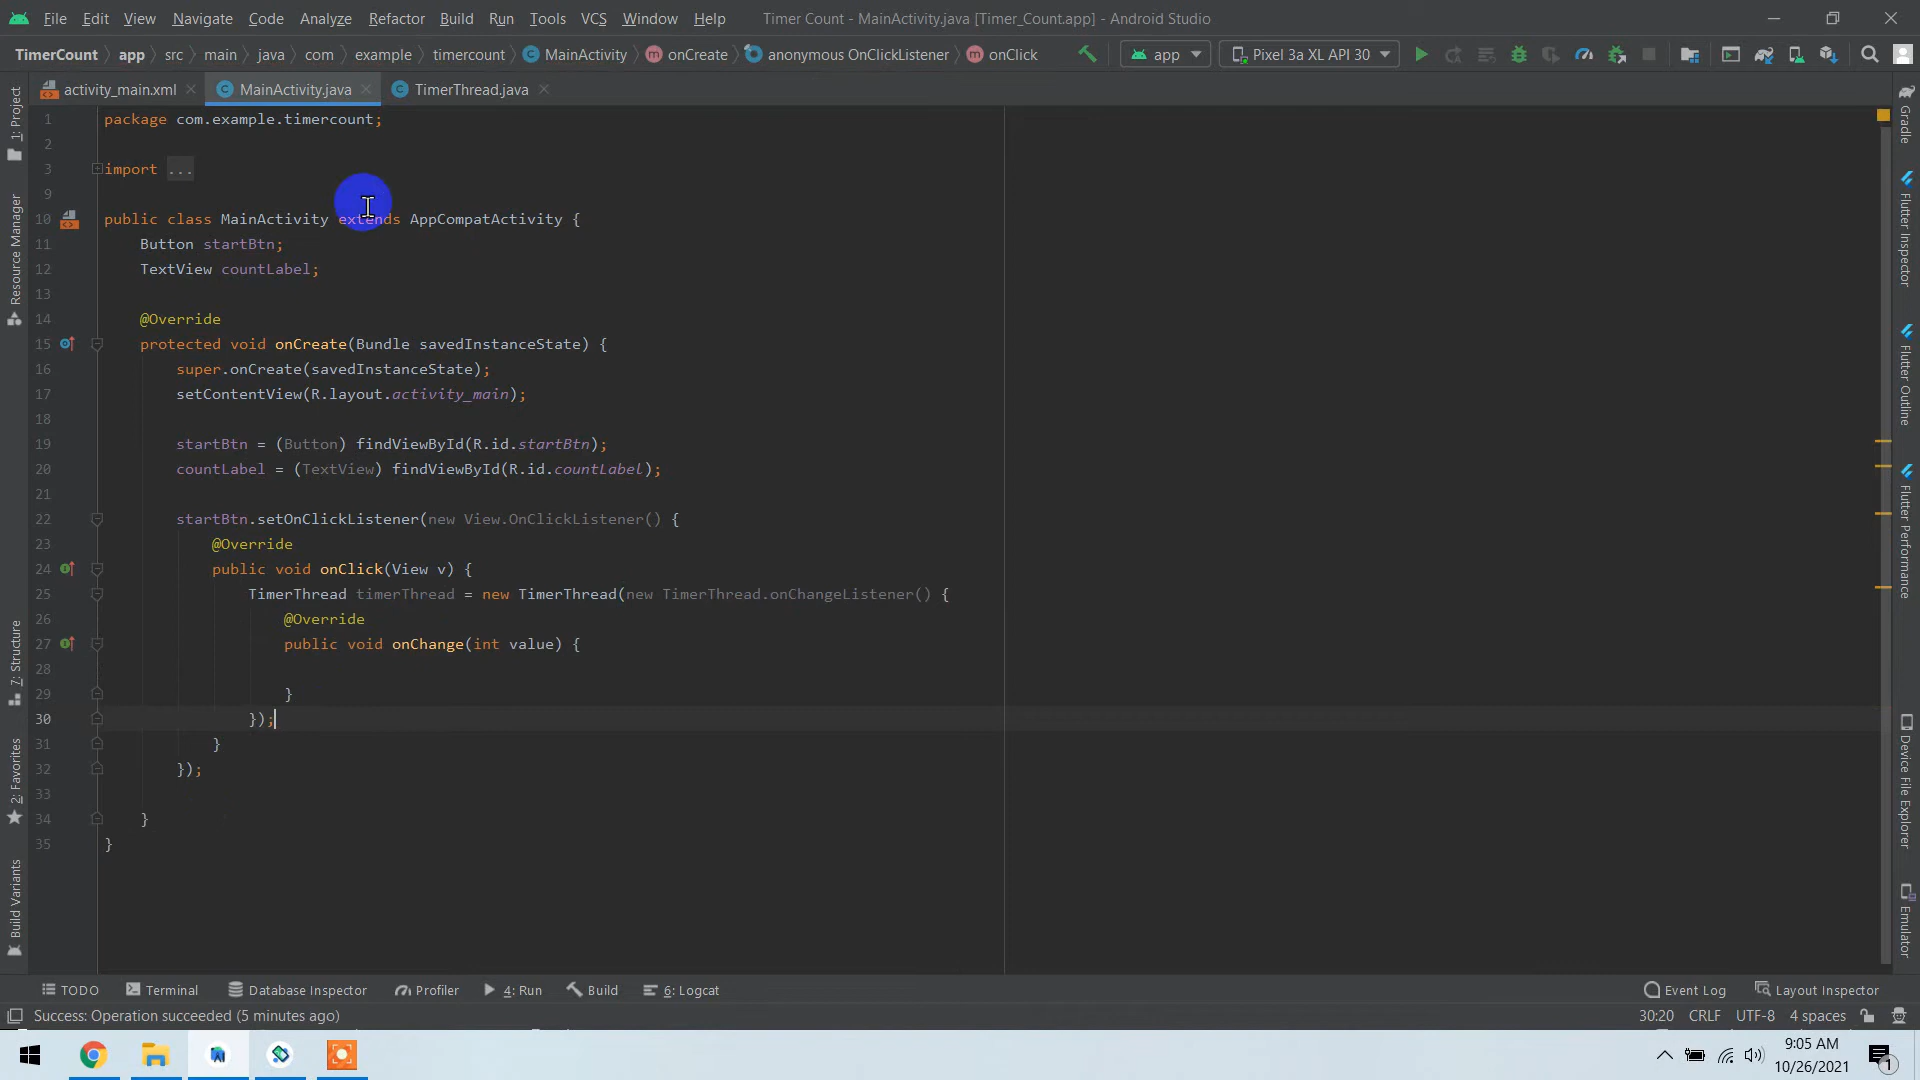 File Edit View Navigate Code Analyze Refactor Build Run Tools VCS Window Help Timer Count - MainActivity.java [Timer_Count.app] - Android Studio
TimerCount app src main java com example timercount MainActivity onCreate anonymous OnClickListener onClick app Pixel 3a XL API 30
activity_main.xml MainActivity.java TimerThread.java
1 package com.example.timercount;
2
3 import ...
9
10 public class MainActivity extends AppCompatActivity {
11 Button startBtn;
12 TextView countLabel;
13
14 @Override
15 protected void onCreate(Bundle savedInstanceState) {
16 super.onCreate(savedInstanceState);
17 setContentView(R.layout.activity_main);
18
19 startBtn = (Button) findViewById(R.id.startBtn);
20 countLabel = (TextView) findViewById(R.id.countLabel);
21
22 startBtn.setOnClickListener(new View.OnClickListener() {
23 @Override
24 public void onClick(View v) {
25 TimerThread timerThread = new TimerThread(new TimerThread.onChangeListener() {
26 @Override
27 public void onChange(int value) {
28
29 }
30 });
31 }
32 });
33
34 }
35 }
1: Project
Resource Manager
7: Structure
2: Favorites
Build Variants
Gradle
Flutter Inspector
Flutter Outline
Flutter Performance
Device File Explorer
Emulator
TODO Terminal Database Inspector Profiler 4: Run Build 6: Logcat Event Log Layout Inspector
Success: Operation succeeded (5 minutes ago) 30:20 CRLF UTF-8 4 spaces
9:05 AM
10/26/2021
1